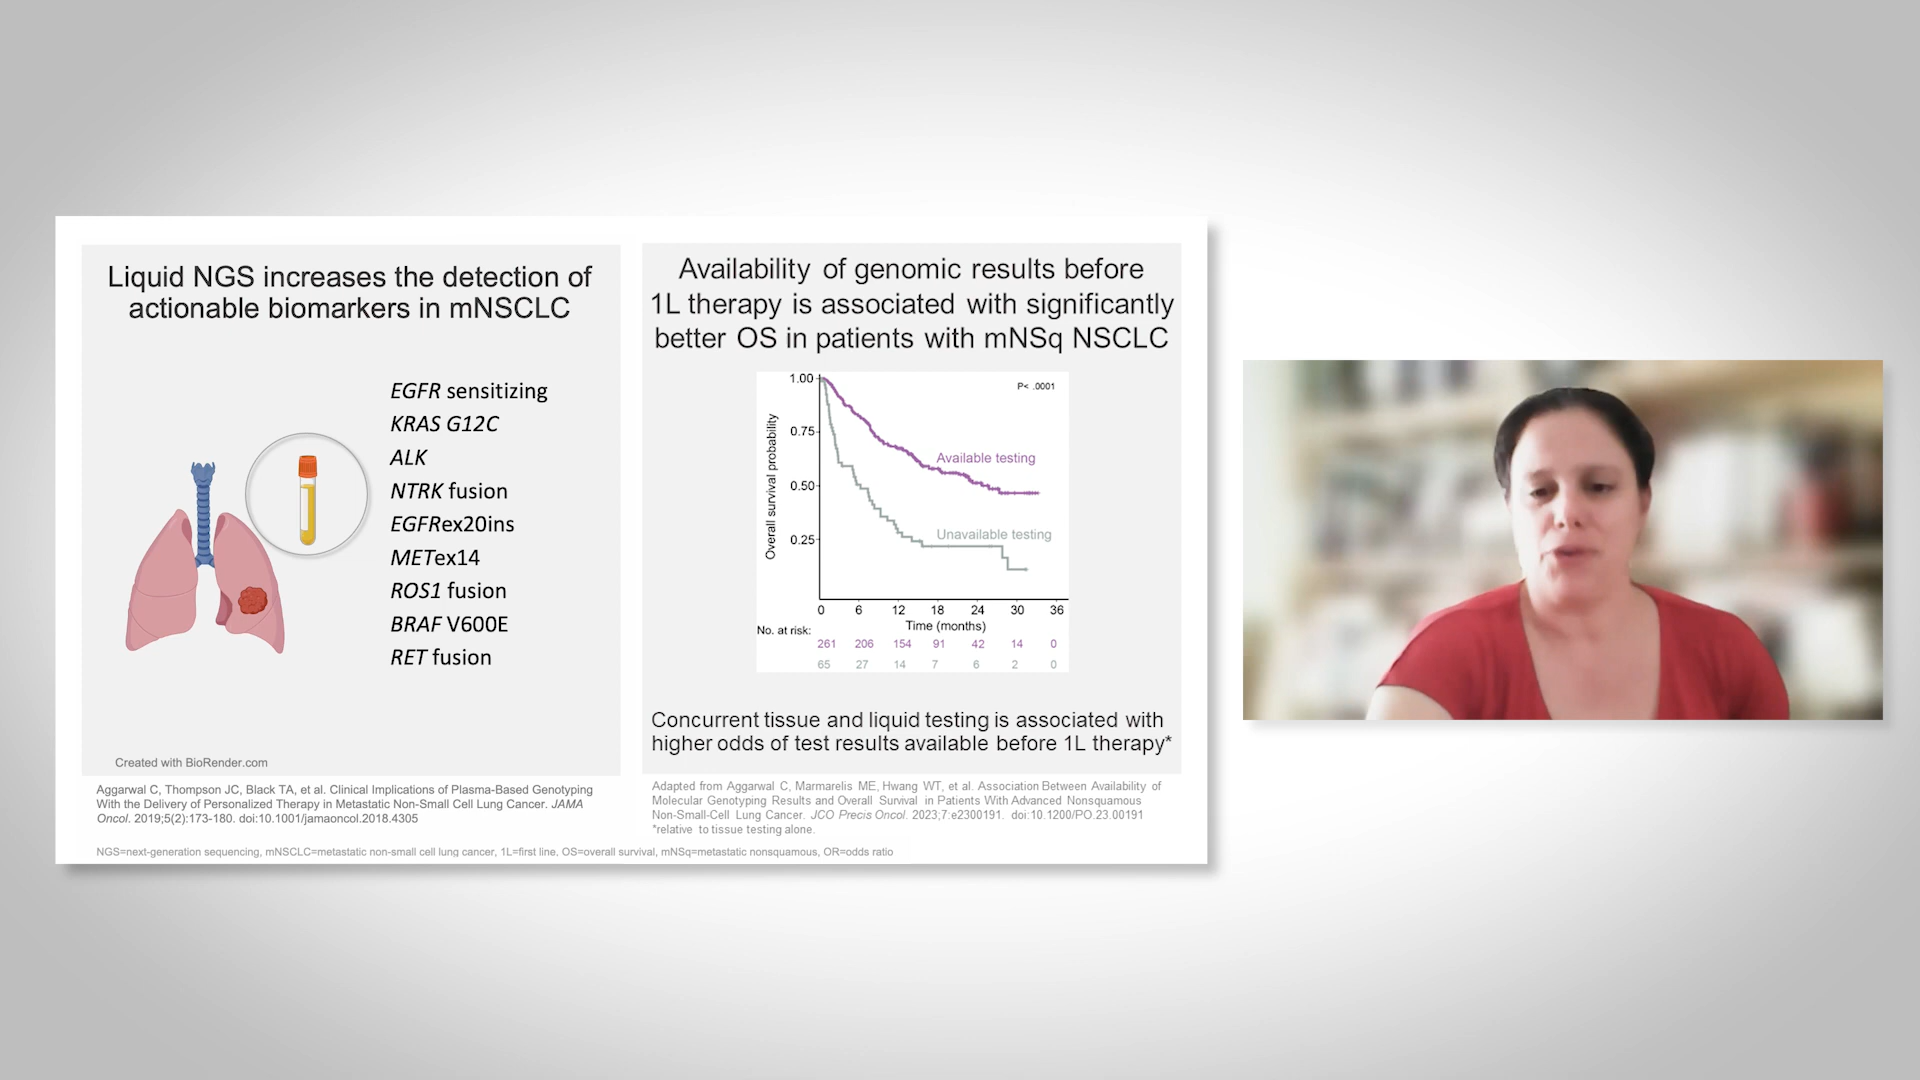 Liquid NGS increases the detection of
actionable biomarkers in mNSCLC
EGFR sensitizing
KRAS G12C
ALK
NTRK fusion
EGFRex20ins
METex14
ROS1 fusion
BRAF V600E
RET fusion
Created with BioRender.com
Aggarwal C, Thompson JC, Black TA, et al. Clinical Implications of Plasma-Based Genotyping
With the Delivery of Personalized Therapy in Metastatic Non-Small Cell Lung Cancer. JAMA
Oncol. 2019;5(2):173-180. doi:10.1001/jamaoncol.2018.4305
Availability of genomic results before
1L therapy is associated with significantly
better OS in patients with mNSq NSCLC
P< .0001
Overall survival probability
1.00
0.75
0.50
0.25
Available testing
Unavailable testing
0 6 12 18 24 30 36
Time (months)
No. at risk:
261 206 154 91 42 14 0
65 27 14 7 6 2 0
Concurrent tissue and liquid testing is associated with
higher odds of test results available before 1L therapy*
Adapted from Aggarwal C, Marmarelis ME, Hwang WT, et al. Association Between Availability of
Molecular Genotyping Results and Overall Survival in Patients With Advanced Nonsquamous
Non-Small-Cell Lung Cancer. JCO Precis Oncol. 2023;7:e2300191. doi:10.1200/PO.23.00191
*relative to tissue testing alone.
NGS=next-generation sequencing, mNSCLC=metastatic non-small cell lung cancer, 1L=first line, OS=overall survival, mNSq=metastatic nonsquamous, OR=odds ratio